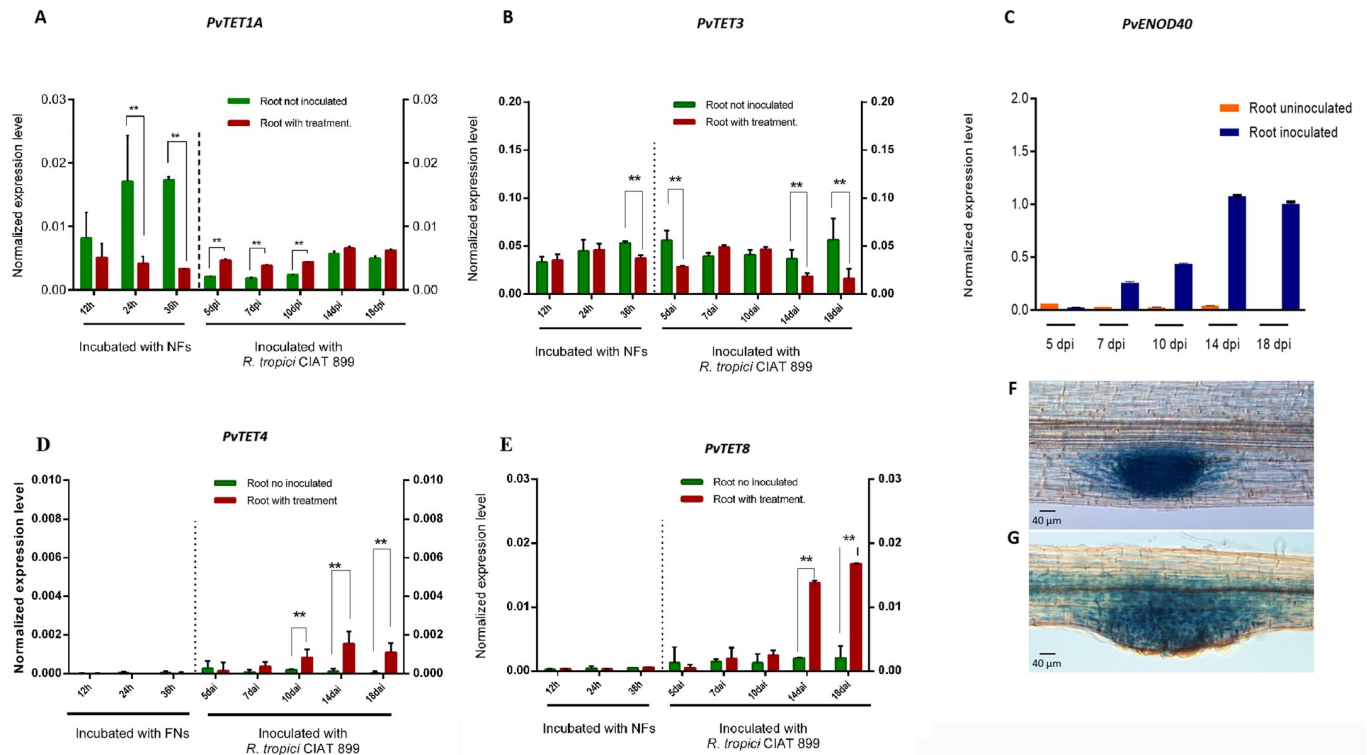 A
PvTET1A
Normalized expression level
0.03
0.02
0.01
0.00
0.03
0.02
0.01
0.00
Root not inoculated
Root with treatment.
**
**
**
**
**
12h
24h
36h
5dpi
7dpi
10dpi
14dpi
18dpi
Incubated with NFs
Inoculated with
R. tropici CIAT 899
B
PvTET3
Normalized expression level
0.20
0.15
0.10
0.05
0.00
0.20
0.15
0.10
0.05
0.00
Root not inoculated
Root with treatment.
**
**
**
**
12h
24h
36h
5dai
7dai
10dai
14dai
18dai
Incubated with NFs
Inoculated with
R. tropici CIAT 899
C
PvENOD40
Normalized expression level
2.0
1.5
1.0
0.5
0.0
Root uninoculated
Root inoculated
5 dpi
7 dpi
10 dpi
14 dpi
18 dpi
D
PvTET4
Normalized expression level
0.010
0.008
0.006
0.004
0.002
0.000
0.010
0.008
0.006
0.004
0.002
0.000
Root no inoculated
Root with treatment
**
**
**
12h
24h
36h
5dai
7dai
10dai
14dai
18dai
Incubated with FNs
Inoculated with
R. tropici CIAT 899
E
PvTET8
Normalized expression level
0.03
0.02
0.01
0.00
0.03
0.02
0.01
0.00
Root no inoculated
Root with treatment.
**
**
12h
24h
36h
5dai
7dai
10dai
14dai
18dai
Incubated with NFs
Inoculated with
R. tropici CIAT 899
F
40 µm
G
40 µm